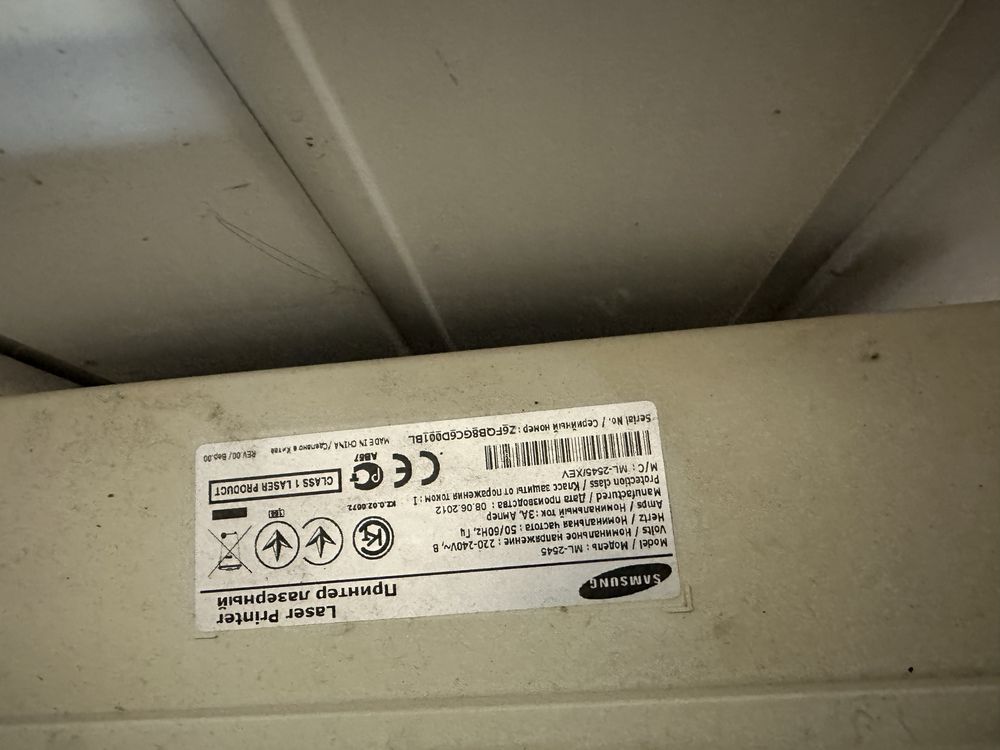 SAMSUNG
Laser Printer
Принтер лазерный
Model / Модель : ML-2545
Volts / Номинальное напряжение : 220-240V~, В
Hertz / Номинальная частота : 50/60Hz, Гц
Amps / Номинальный ток : 3A, Ампер
Manufactured / Дата производства : 08.06.2012
Protection class / Класс защиты от поражения током : I
M/C : ML-2545/XEV
Serial No. / Серийный номер : Z6FQB8GC6D001BL
KZ.0.02.0072
CE
АВ57
CLASS 1 LASER PRODUCT
MADE IN CHINA / Сделано в Китае
REV.00 / Вер.00